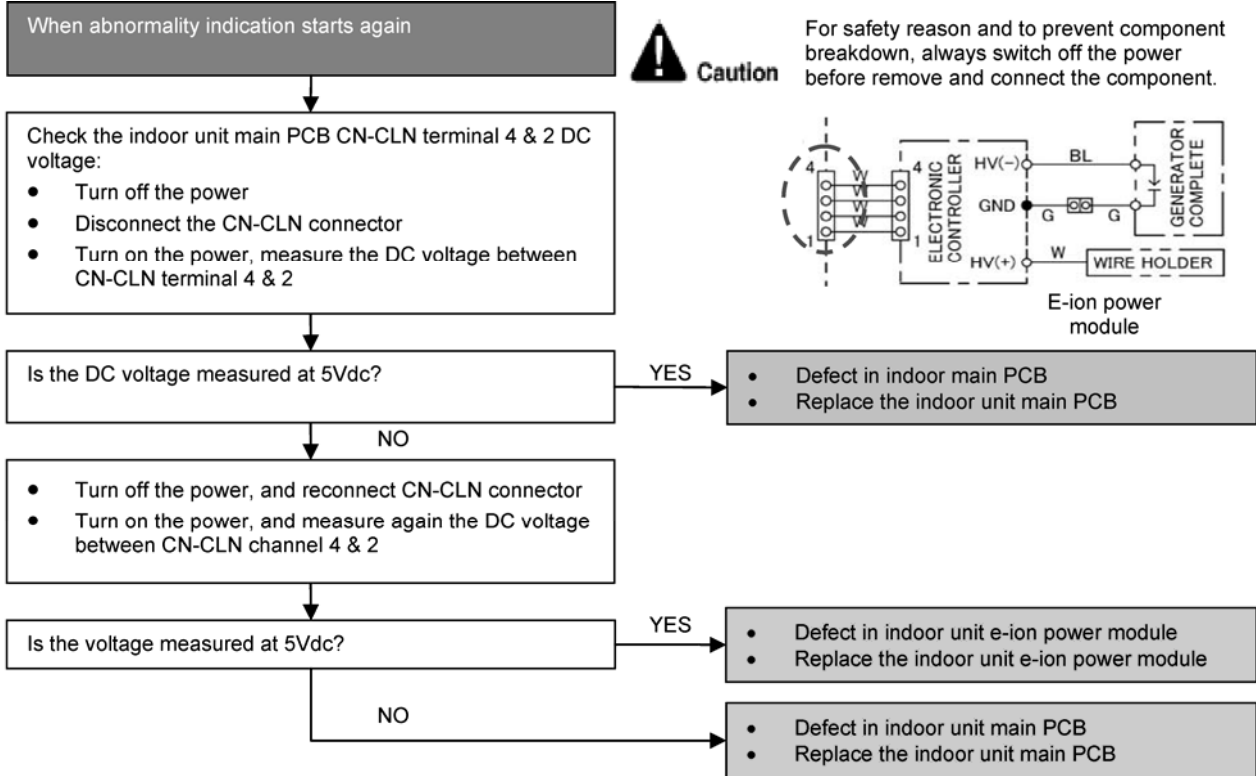 When abnormality indication starts again
Caution
For safety reason and to prevent component
breakdown, always switch off the power
before remove and connect the component.
Check the indoor unit main PCB CN-CLN terminal 4 & 2 DC
voltage:
● Turn off the power
● Disconnect the CN-CLN connector
● Turn on the power, measure the DC voltage between
CN-CLN terminal 4 & 2
4
W
W
W
W
1
4
1
ELECTRONIC
CONTROLLER
HV(−)
GND
HV(+)
BL
G
G
W
GENERATOR
COMPLETE
WIRE HOLDER
E-ion power
module
Is the DC voltage measured at 5Vdc?
YES
● Defect in indoor main PCB
● Replace the indoor unit main PCB
NO
● Turn off the power, and reconnect CN-CLN connector
● Turn on the power, and measure again the DC voltage
between CN-CLN channel 4 & 2
Is the voltage measured at 5Vdc?
YES
● Defect in indoor unit e-ion power module
● Replace the indoor unit e-ion power module
NO
● Defect in indoor unit main PCB
● Replace the indoor unit main PCB